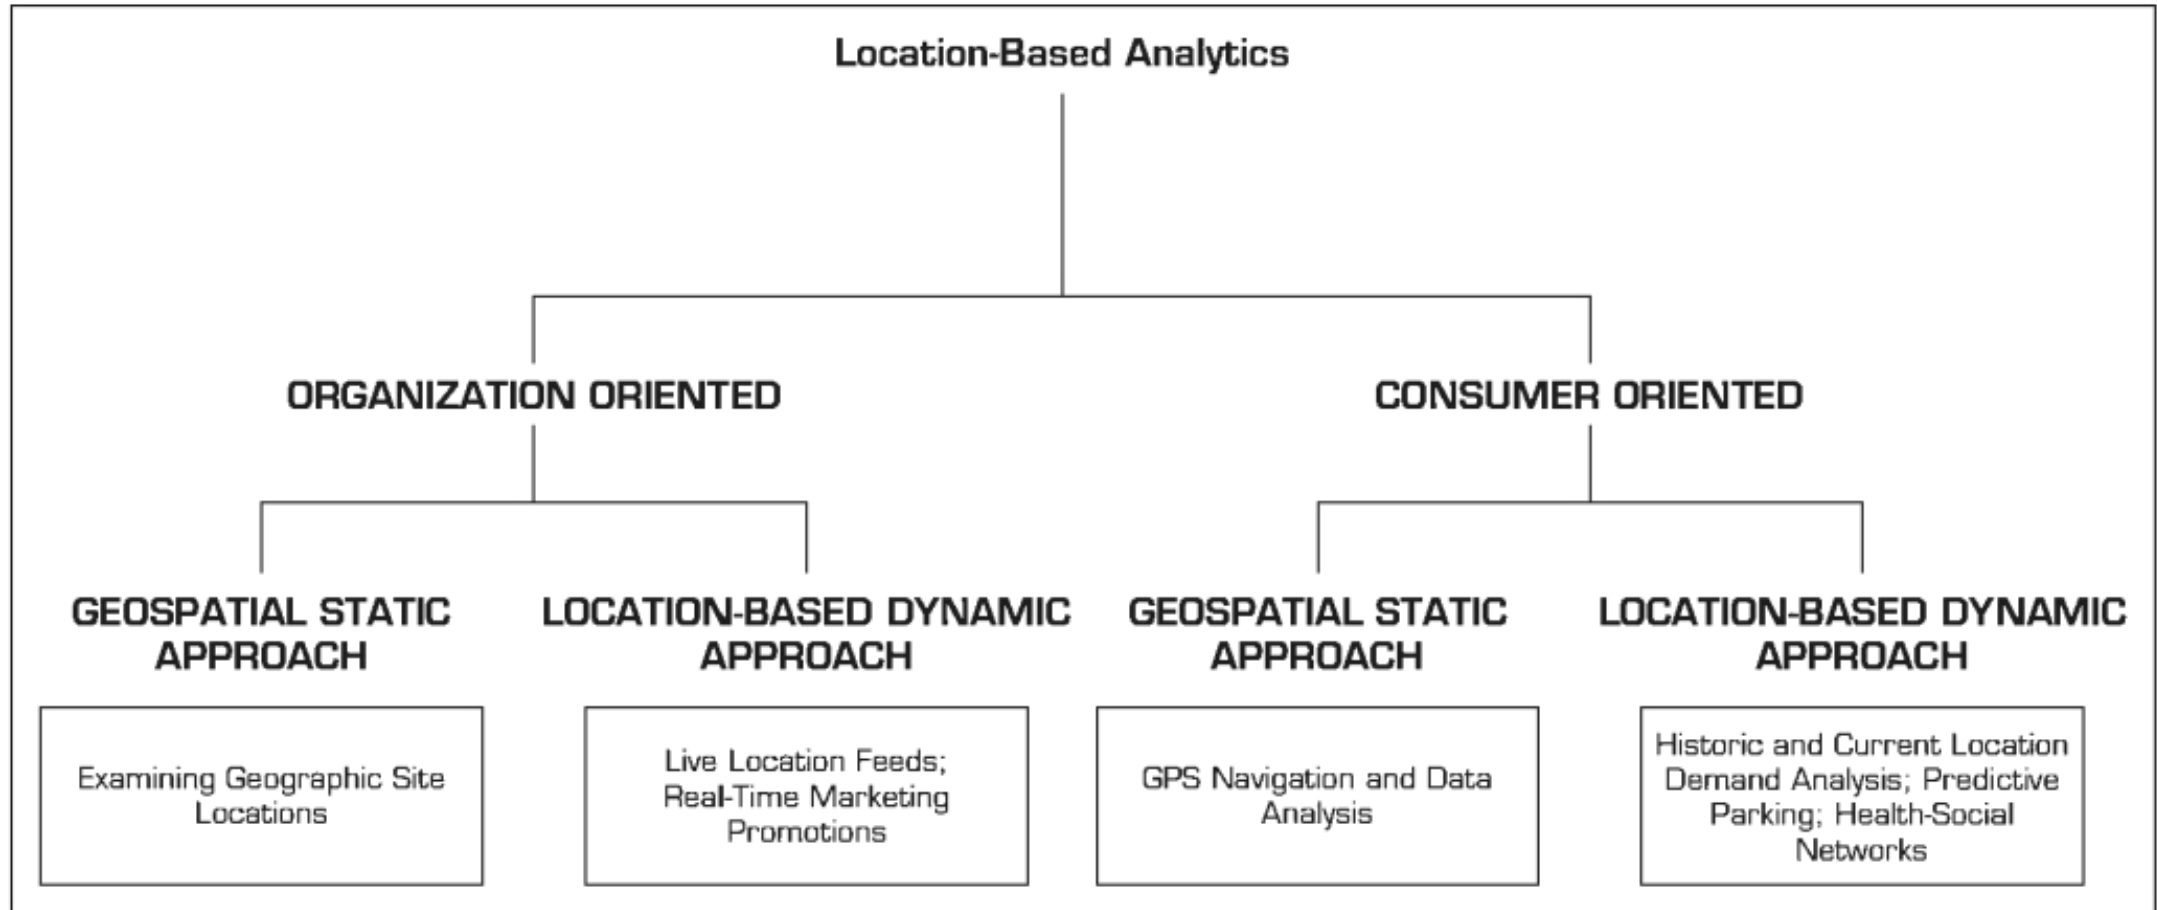 Location-Based Analytics
ORGANIZATION ORIENTED
CONSUMER ORIENTED
GEOSPATIAL STATIC
APPROACH
LOCATION-BASED DYNAMIC
APPROACH
GEOSPATIAL STATIC
APPROACH
LOCATION-BASED DYNAMIC
APPROACH
Examining Geographic Site
Locations
Live Location Feeds;
Real-Time Marketing
Promotions
GPS Navigation and Data
Analysis
Historic and Current Location
Demand Analysis; Predictive
Parking; Health-Social
Networks